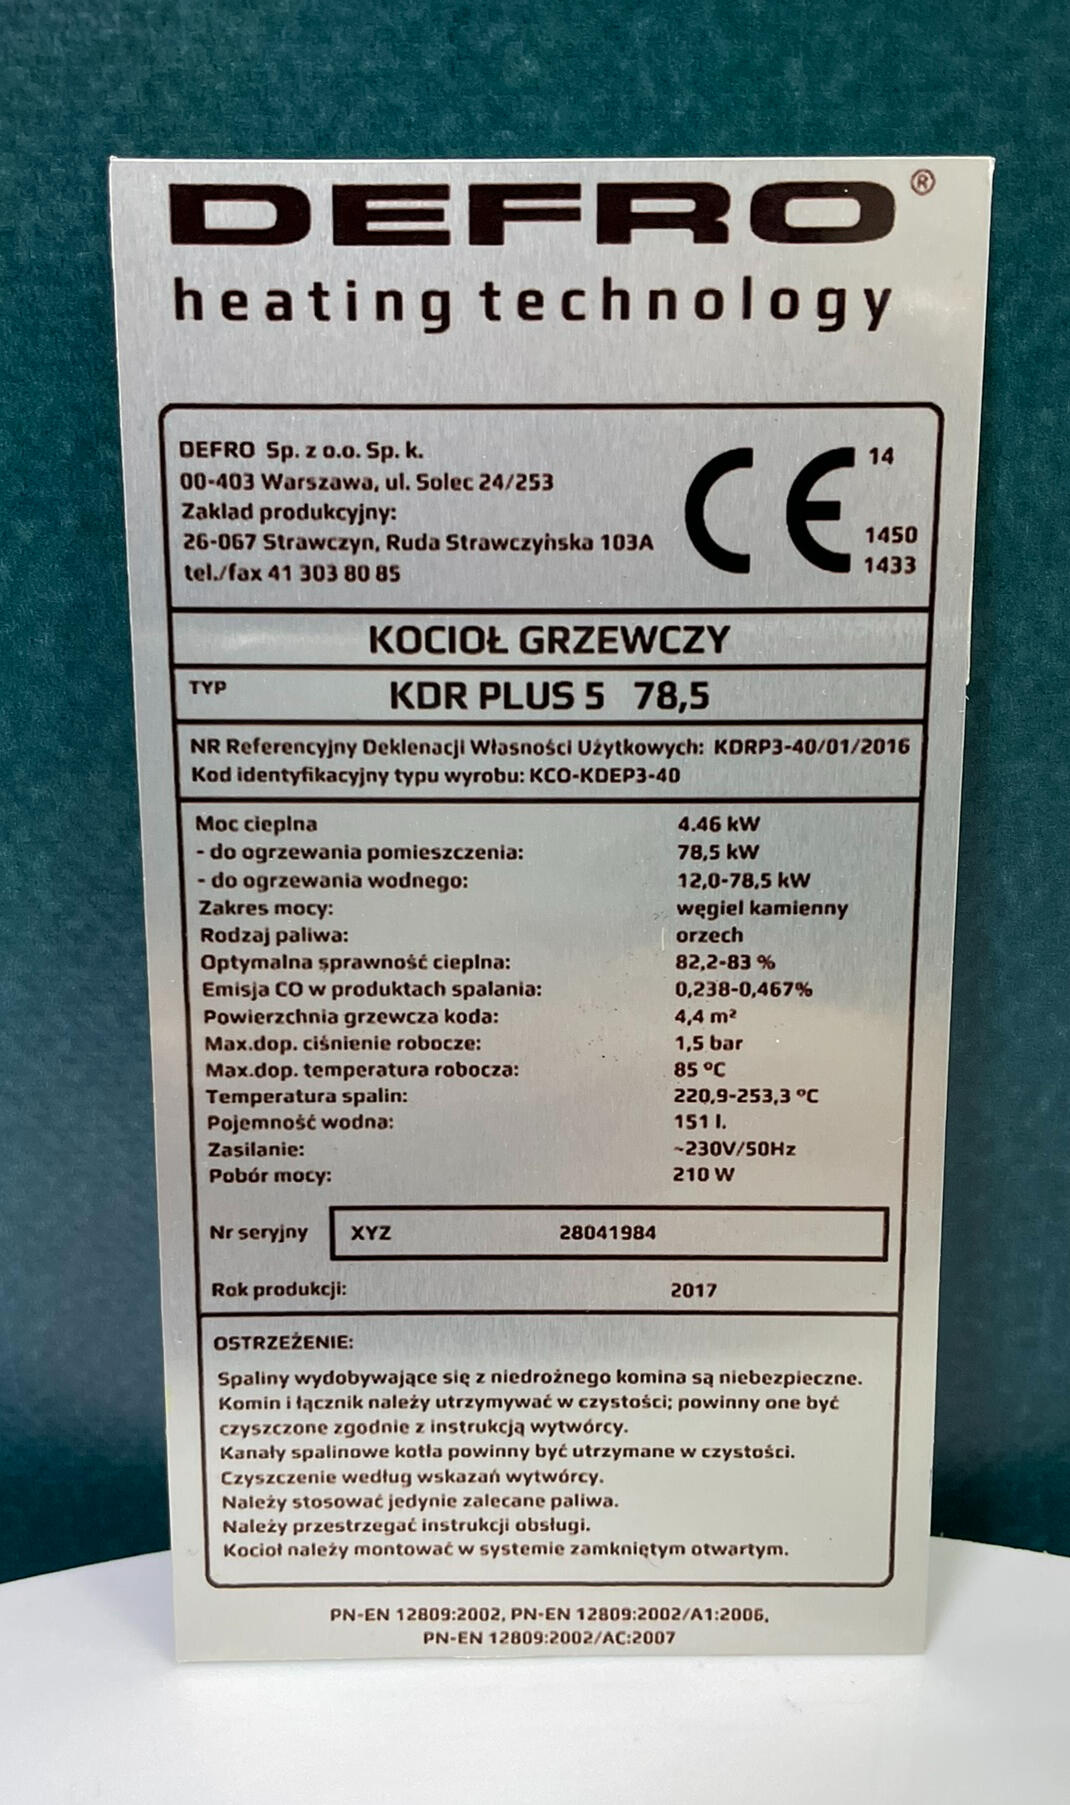 DEFRO®
heating technology
DEFRO Sp. z o.o. Sp. k.
00-403 Warszawa, ul. Solec 24/253
Zakład produkcyjny:
26-067 Strawczyn, Ruda Strawczyńska 103A
tel./fax 41 303 80 85
CE 14
1450
1433
KOCIOŁ GRZEWCZY
TYP KDR PLUS 5 78,5
NR Referencyjny Deklenacji Własności Użytkowych: KDRP3-40/01/2016
Kod identyfikacyjny typu wyrobu: KCO-KDEP3-40
Moc cieplna 4.46 kW
- do ogrzewania pomieszczenia: 78,5 kW
- do ogrzewania wodnego: 12,0-78,5 kW
Zakres mocy: węgiel kamienny
Rodzaj paliwa: orzech
Optymalna sprawność cieplna: 82,2-83 %
Emisja CO w produktach spalania: 0,238-0,467%
Powierzchnia grzewcza koda: 4,4 m²
Max.dop. ciśnienie robocze: 1,5 bar
Max.dop. temperatura robocza: 85 ºC
Temperatura spalin: 220,9-253,3 ºC
Pojemność wodna: 151 l.
Zasilanie: ~230V/50Hz
Pobór mocy: 210 W
Nr seryjny XYZ 28041984
Rok produkcji: 2017
OSTRZEŻENIE:
Spaliny wydobywające się z niedrożnego komina są niebezpieczne.
Komin i łącznik należy utrzymywać w czystości; powinny one być
czyszczone zgodnie z instrukcją wytwórcy.
Kanały spalinowe kotła powinny być utrzymane w czystości.
Czyszczenie według wskazań wytwórcy.
Należy stosować jedynie zalecane paliwa.
Należy przestrzegać instrukcji obsługi.
Kocioł należy montować w systemie zamkniętym otwartym.
PN-EN 12809:2002, PN-EN 12809:2002/A1:2006,
PN-EN 12809:2002/AC:2007